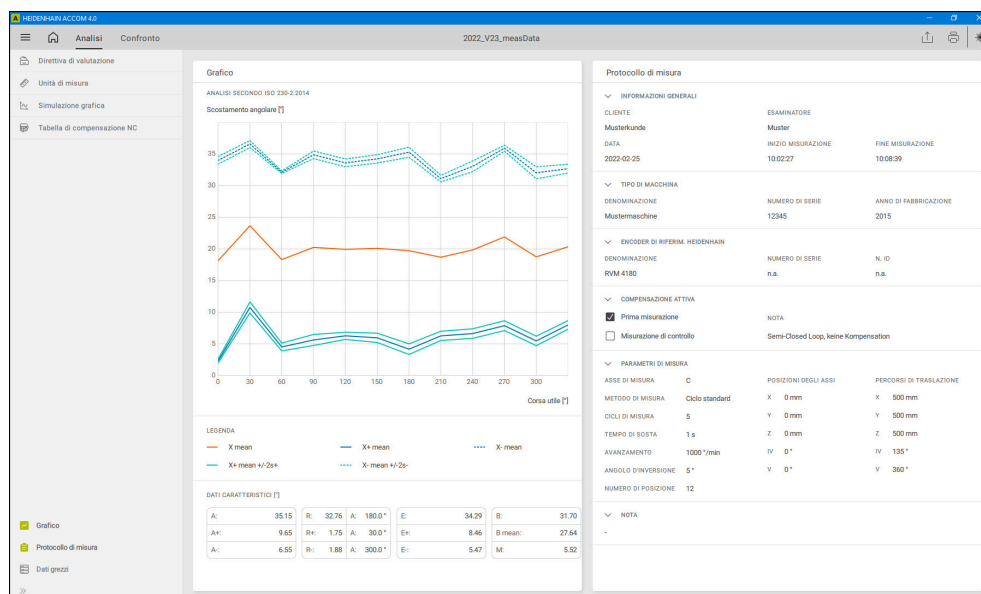 HEIDENHAIN ACCOM 4.0
Analisi Confronto 2022_V23_measData
Direttiva di valutazione
Unità di misura
Simulazione grafica
Tabella di compensazione NC
Grafico
Protocollo di misura
Dati grezzi
Grafico
ANALISI SECONDO ISO 230-2:2014
Scostamento angolare ["]
35
30
25
20
15
10
5
0
0 30 60 90 120 150 180 210 240 270 300
Corsa utile [°]
LEGENDA
X mean X+ mean X- mean
X+ mean +/-2s+ X- mean +/-2s-
DATI CARATTERISTICI ["]
A: 35.15 R: 32.76 A: 180.0 ° E: 34.29 B: 31.70
A+: 9.65 R+: 1.75 A: 30.0 ° E+: 8.46 B mean: 27.64
A-: 6.55 R-: 1.88 A: 300.0 ° E-: 5.47 M: 5.52
Protocollo di misura
INFORMAZIONI GENERALI
CLIENTE ESAMINATORE
Musterkunde Muster
DATA INIZIO MISURAZIONE FINE MISURAZIONE
2022-02-25 10:02:27 10:08:39
TIPO DI MACCHINA
DENOMINAZIONE NUMERO DI SERIE ANNO DI FABBRICAZIONE
Mustermaschine 12345 2015
ENCODER DI RIFERIM. HEIDENHAIN
DENOMINAZIONE NUMERO DI SERIE N. ID
RVM 4180 n.a. n.a.
COMPENSAZIONE ATTIVA
Prima misurazione NOTA
Misurazione di controllo Semi-Closed Loop, keine Kompensation
PARAMETRI DI MISURA
ASSE DI MISURA C POSIZIONI DEGLI ASSI PERCORSI DI TRASLAZIONE
METODO DI MISURA Ciclo standard X 0 mm X 500 mm
CICLI DI MISURA 5 Y 0 mm Y 500 mm
TEMPO DI SOSTA 1 s Z 0 mm Z 500 mm
AVANZAMENTO 1000 °/min IV 0 ° IV 135 °
ANGOLO D'INVERSIONE 5 ° V 0 ° V 360 °
NUMERO DI POSIZIONE 12
NOTA
-